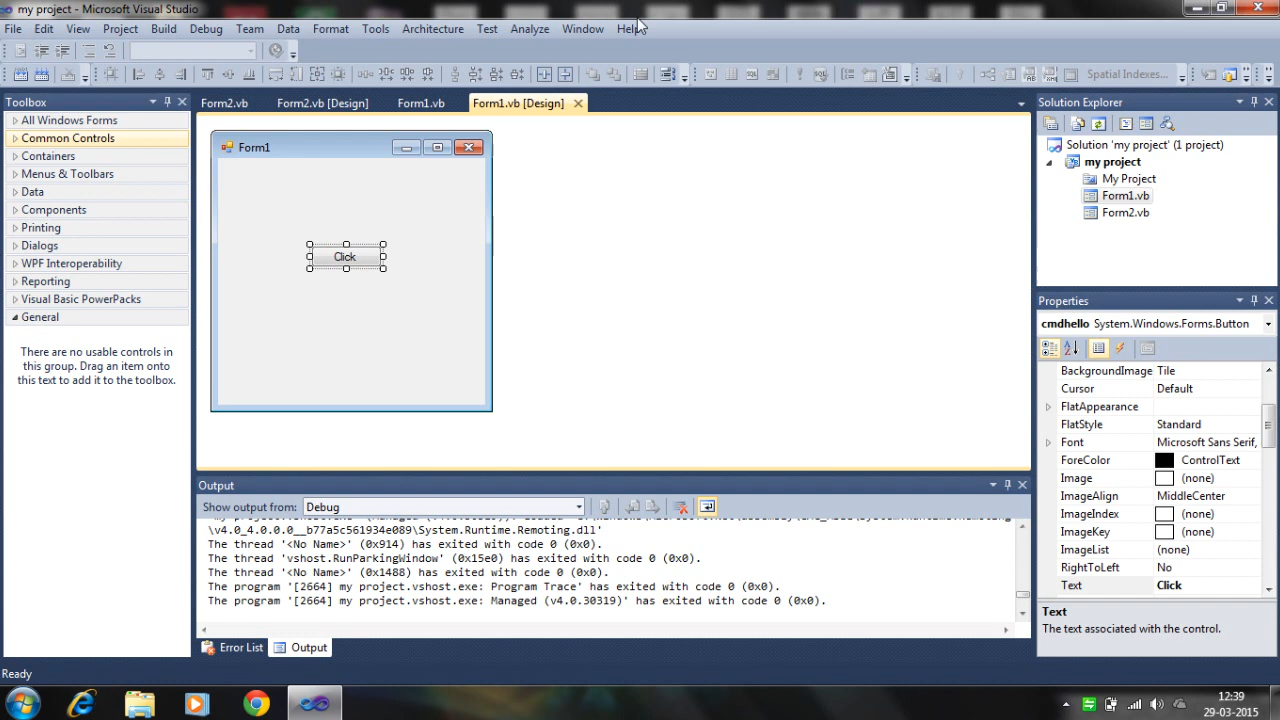 my project - Microsoft Visual Studio
File Edit View Project Build Debug Team Data Format Tools Architecture Test Analyze Window Help
Spatial Indexes...
Toolbox
All Windows Forms
Common Controls
Containers
Menus & Toolbars
Data
Components
Printing
Dialogs
WPF Interoperability
Reporting
Visual Basic PowerPacks
General
There are no usable controls in
this group. Drag an item onto
this text to add it to the toolbox.
Form2.vb Form2.vb [Design] Form1.vb Form1.vb [Design]
Form1
Click
Output
Show output from: Debug
\v4.0_4.0.0.0__b77a5c561934e089\System.Runtime.Remoting.dll'
The thread '<No Name>' (0x914) has exited with code 0 (0x0).
The thread 'vshost.RunParkingWindow' (0x15e0) has exited with code 0 (0x0).
The thread '<No Name>' (0x1488) has exited with code 0 (0x0).
The program '[2664] my project.vshost.exe: Program Trace' has exited with code 0 (0x0).
The program '[2664] my project.vshost.exe: Managed (v4.0.30319)' has exited with code 0 (0x0).
Error List Output
Solution Explorer
Solution 'my project' (1 project)
my project
My Project
Form1.vb
Form2.vb
Properties
cmdhello System.Windows.Forms.Button
BackgroundImage Tile
Cursor Default
FlatAppearance
FlatStyle Standard
Font Microsoft Sans Serif,
ForeColor ControlText
Image (none)
ImageAlign MiddleCenter
ImageIndex (none)
ImageKey (none)
ImageList (none)
RightToLeft No
Text Click
Text
The text associated with the control.
Ready
12:39
29-03-2015